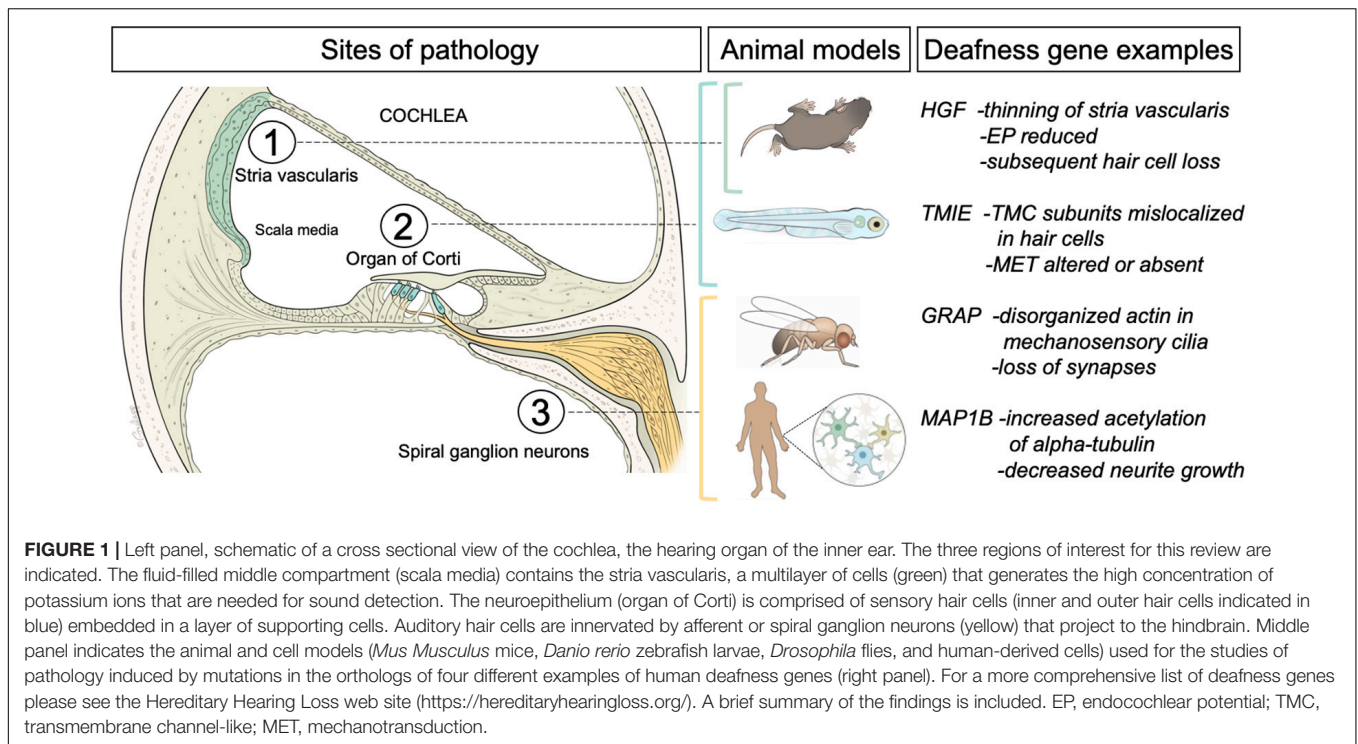 Sites of pathology
Animal models
Deafness gene examples
COCHLEA
1
Stria vascularis
Scala media
2
Organ of Corti
3
Spiral ganglion neurons
HGF -thinning of stria vascularis
-EP reduced
-subsequent hair cell loss
TMIE -TMC subunits mislocalized
in hair cells
-MET altered or absent
GRAP -disorganized actin in
mechanosensory cilia
-loss of synapses
MAP1B -increased acetylation
of alpha-tubulin
-decreased neurite growth
FIGURE 1 | Left panel, schematic of a cross sectional view of the cochlea, the hearing organ of the inner ear. The three regions of interest for this review are
indicated. The fluid-filled middle compartment (scala media) contains the stria vascularis, a multilayer of cells (green) that generates the high concentration of
potassium ions that are needed for sound detection. The neuroepithelium (organ of Corti) is comprised of sensory hair cells (inner and outer hair cells indicated in
blue) embedded in a layer of supporting cells. Auditory hair cells are innervated by afferent or spiral ganglion neurons (yellow) that project to the hindbrain. Middle
panel indicates the animal and cell models (Mus Musculus mice, Danio rerio zebrafish larvae, Drosophila flies, and human-derived cells) used for the studies of
pathology induced by mutations in the orthologs of four different examples of human deafness genes (right panel). For a more comprehensive list of deafness genes
please see the Hereditary Hearing Loss web site (https://hereditaryhearingloss.org/). A brief summary of the findings is included. EP, endocochlear potential; TMC,
transmembrane channel-like; MET, mechanotransduction.